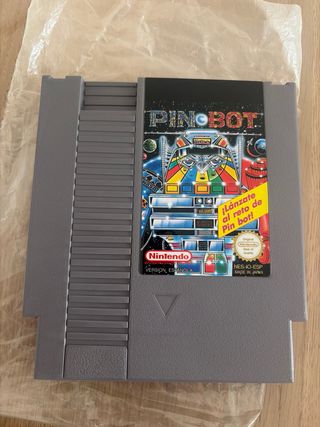 PIN·BOT
¡Lánzate
al reto de
Pin bot!
Nintendo
VERSION ESPAÑOLA
NES-IO-ESP
MADE IN JAPAN